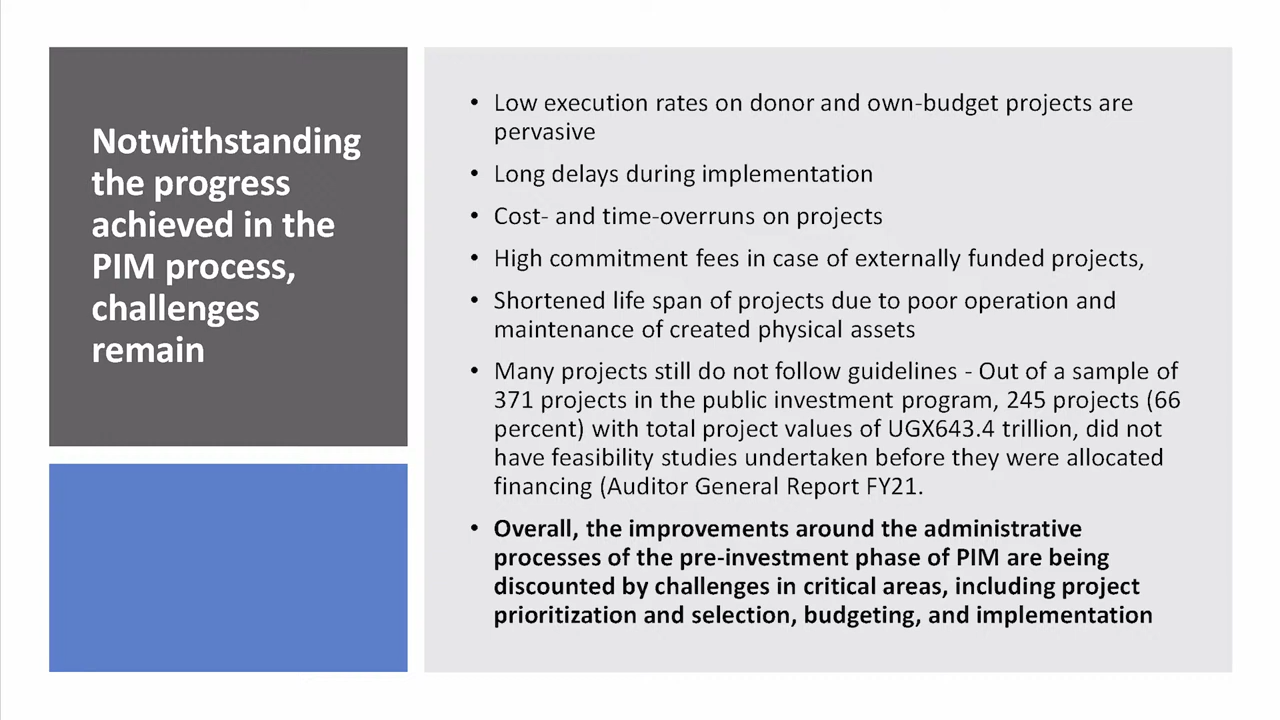 Notwithstanding
the progress
achieved in the
PIM process,
challenges
remain
• Low execution rates on donor and own-budget projects are
pervasive
• Long delays during implementation
• Cost- and time-overruns on projects
• High commitment fees in case of externally funded projects,
• Shortened life span of projects due to poor operation and
maintenance of created physical assets
• Many projects still do not follow guidelines - Out of a sample of
371 projects in the public investment program, 245 projects (66
percent) with total project values of UGX643.4 trillion, did not
have feasibility studies undertaken before they were allocated
financing (Auditor General Report FY21.
• Overall, the improvements around the administrative
processes of the pre-investment phase of PIM are being
discounted by challenges in critical areas, including project
prioritization and selection, budgeting, and implementation